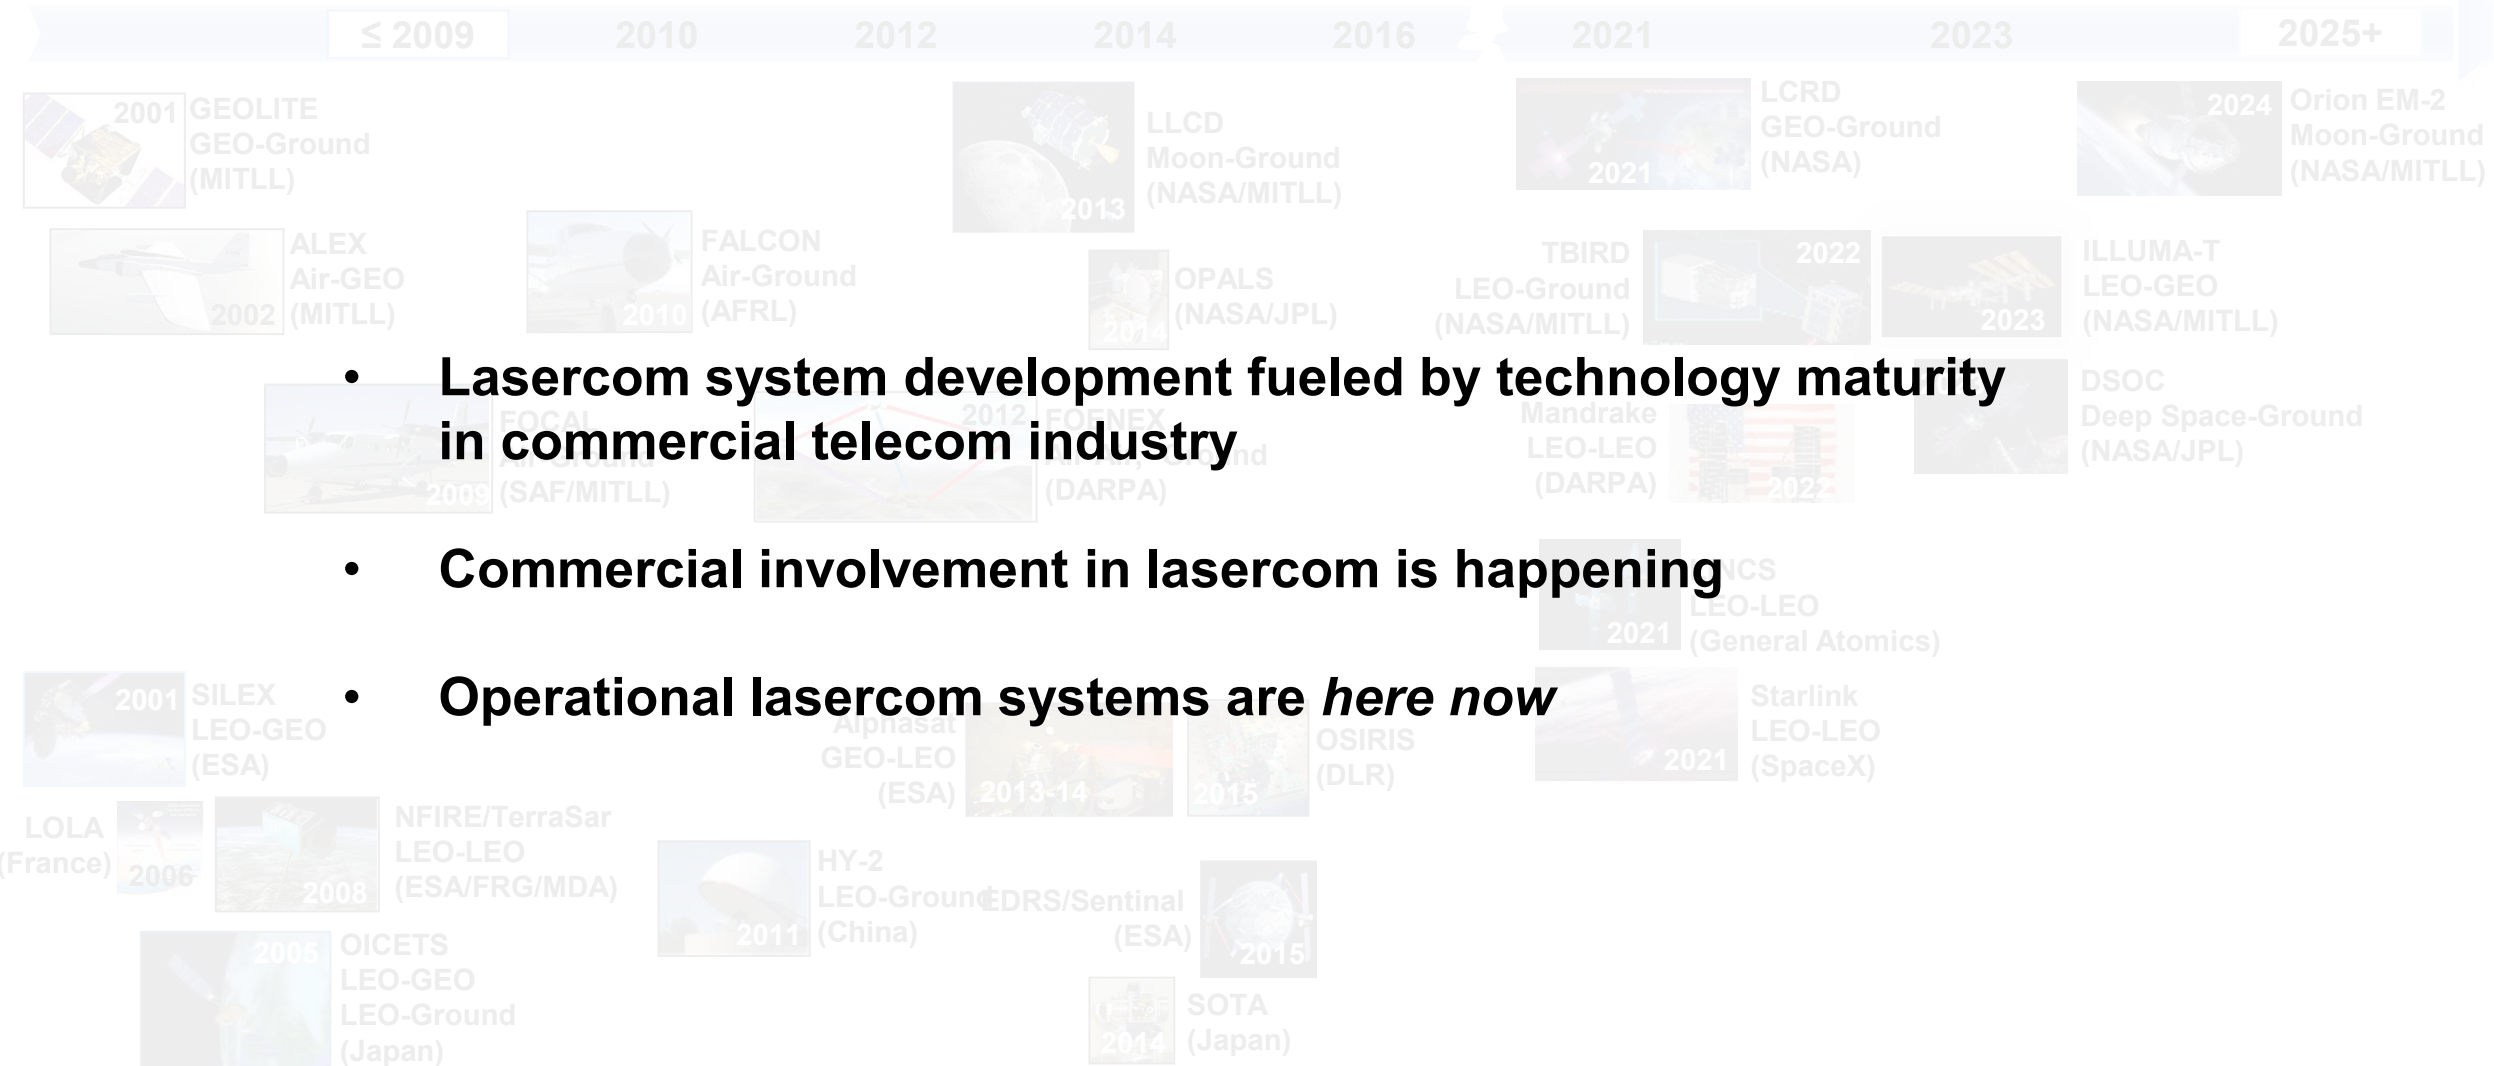 ≤ 2009 2010 2012 2014 2016 2021 2023 2025+
2001
GEOLITE
GEO-Ground
(MITLL)
2002
ALEX
Air-GEO
(MITLL)
2010
FALCON
Air-Ground
(AFRL)
2013
LLCD
Moon-Ground
(NASA/MITLL)
2014
OPALS
(NASA/JPL)
2021
LCRD
GEO-Ground
(NASA)
2024
Orion EM-2
Moon-Ground
(NASA/MITLL)
TBIRD
LEO-Ground
(NASA/MITLL)
2022
2023
ILLUMA-T
LEO-GEO
(NASA/MITLL)
• Lasercom system development fueled by technology maturity
in commercial telecom industry
• Commercial involvement in lasercom is happening
• Operational lasercom systems are here now
2009
FOCAL
Air-Ground
(SAF/MITLL)
2012
FOENEX
(DARPA)
Mandrake
LEO-LEO
(DARPA)
2022
DSOC
Deep Space-Ground
(NASA/JPL)
2021
LEO-LEO
(General Atomics)
2001
SILEX
LEO-GEO
(ESA)
Alphasat
GEO-LEO
(ESA)
2013-14
2015
OSIRIS
(DLR)
2021
Starlink
LEO-LEO
(SpaceX)
LOLA
(France)
2006
2008
NFIRE/TerraSar
LEO-LEO
(ESA/FRG/MDA)
2011
HY-2
LEO-Ground
(China)
EDRS/Sentinal
(ESA)
2015
2005
OICETS
LEO-GEO
LEO-Ground
(Japan)
2014
SOTA
(Japan)